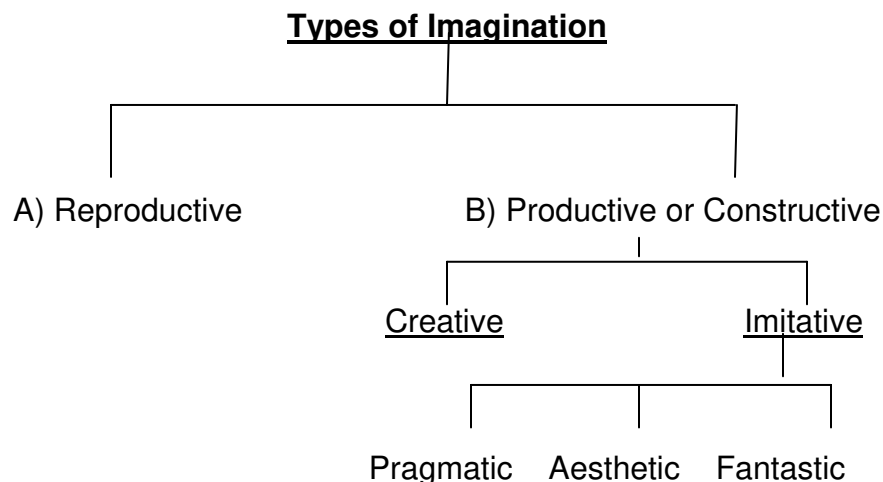 Types of Imagination
A) Reproductive B) Productive or Constructive
Creative Imitative
Pragmatic Aesthetic Fantastic